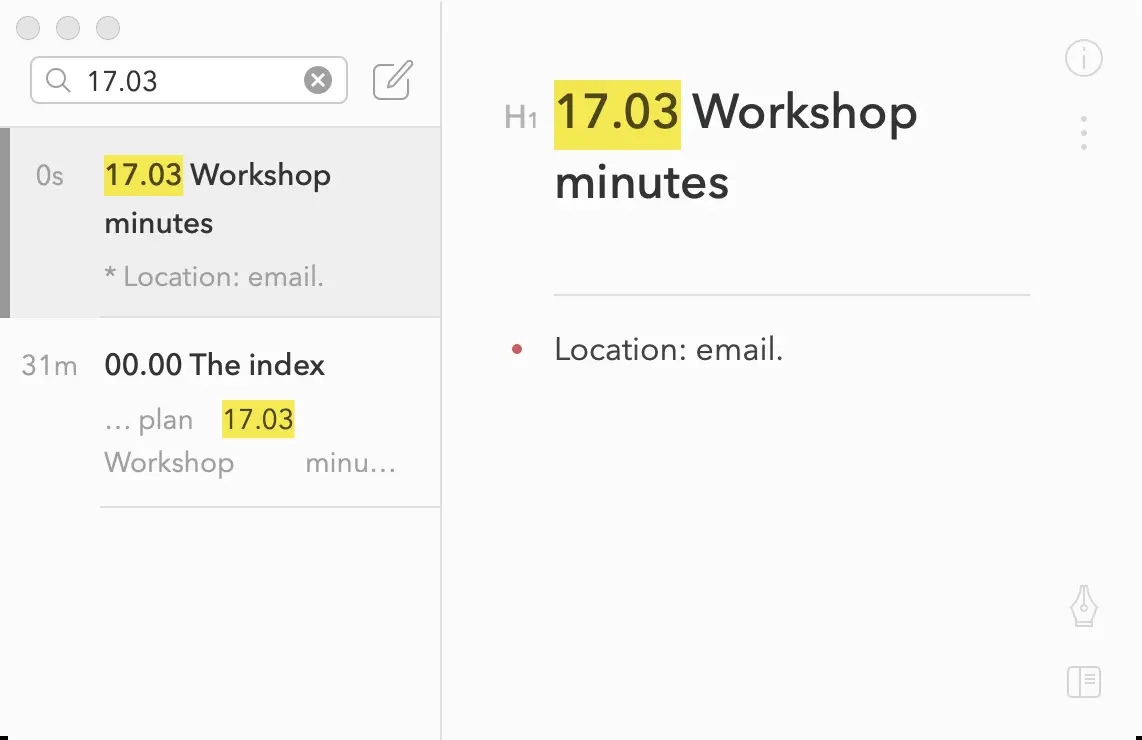 17.03
0s
17.03 Workshop
minutes
* Location: email.
31m
00.00 The index
… plan 17.03
Workshop minu…
H1
17.03 Workshop
minutes
• Location: email.